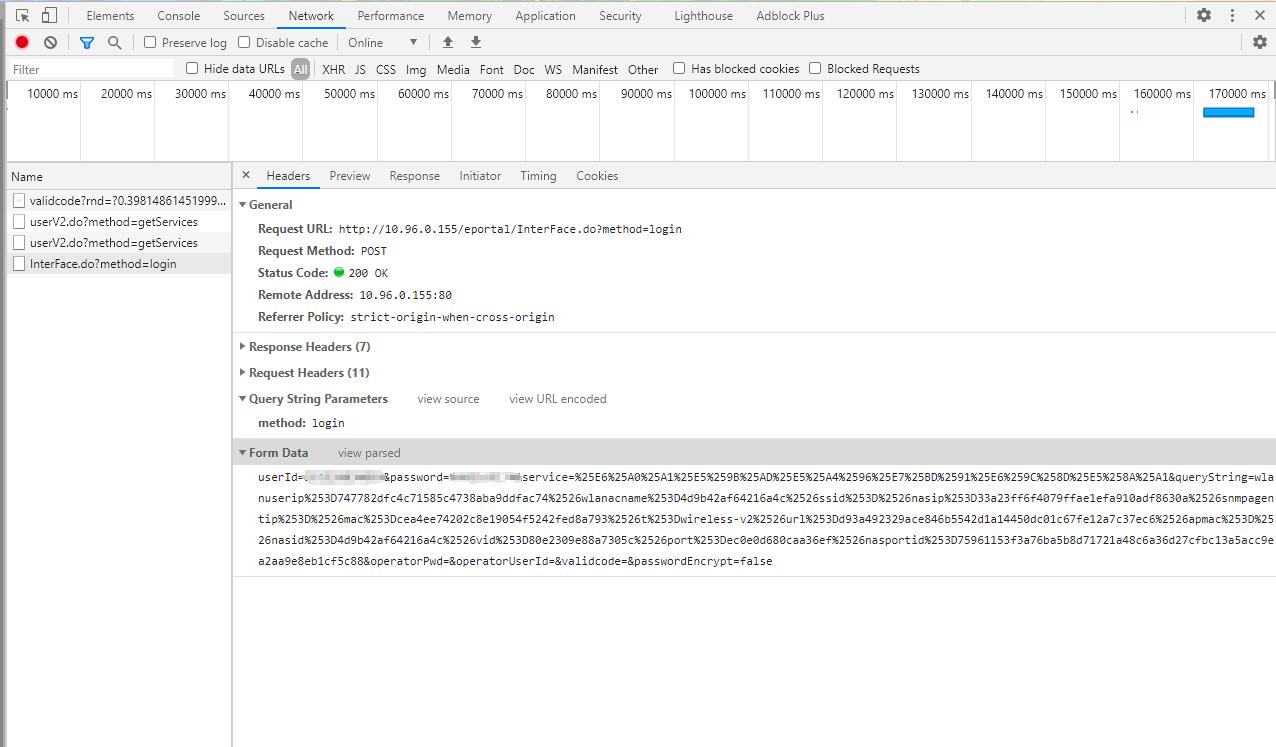 Elements Console Sources Network Performance Memory Application Security Lighthouse Adblock Plus
Preserve log Disable cache Online
Filter Hide data URLs All XHR JS CSS Img Media Font Doc WS Manifest Other Has blocked cookies Blocked Requests
10000 ms 20000 ms 30000 ms 40000 ms 50000 ms 60000 ms 70000 ms 80000 ms 90000 ms 100000 ms 110000 ms 120000 ms 130000 ms 140000 ms 150000 ms 160000 ms 170000 ms
Name
validcode?rnd=?0.39814861451999...
userV2.do?method=getServices
userV2.do?method=getServices
InterFace.do?method=login
Headers Preview Response Initiator Timing Cookies
General
Request URL: http://10.96.0.155/eportal/InterFace.do?method=login
Request Method: POST
Status Code: 200 OK
Remote Address: 10.96.0.155:80
Referrer Policy: strict-origin-when-cross-origin
Response Headers (7)
Request Headers (11)
Query String Parameters view source view URL encoded
method: login
Form Data view parsed
userId= &password= service=%25E6%25A0%25A1%25E5%259B%25AD%25E5%25A4%2596%25E7%25BD%2591%25E6%259C%258D%25E5%258A%25A1&queryString=wla
nuserip%253D747782dfc4c71585c4738aba9ddfac74%2526wlanacname%253D4d9b42af64216a4c%2526ssid%253D%2526nasip%253D33a23ff6f4079ffae1efa910adf8630a%2526snmpagen
tip%253D%2526mac%253Dcea4ee74202c8e19054f5242fed8a793%2526t%253Dwireless-v2%2526url%253Dd93a492329ace846b5542d1a14450dc01c67fe12a7c37ec6%2526apmac%253D%25
26nasid%253D4d9b42af64216a4c%2526vid%253D80e2309e88a7305c%2526port%253Dec0e0d680caa36ef%2526nasportid%253D75961153f3a76ba5b8d71721a48c6a36d27cfbc13a5acc9e
a2aa9e8eb1cf5c88&operatorPwd=&operatorUserId=&validcode=&passwordEncrypt=false